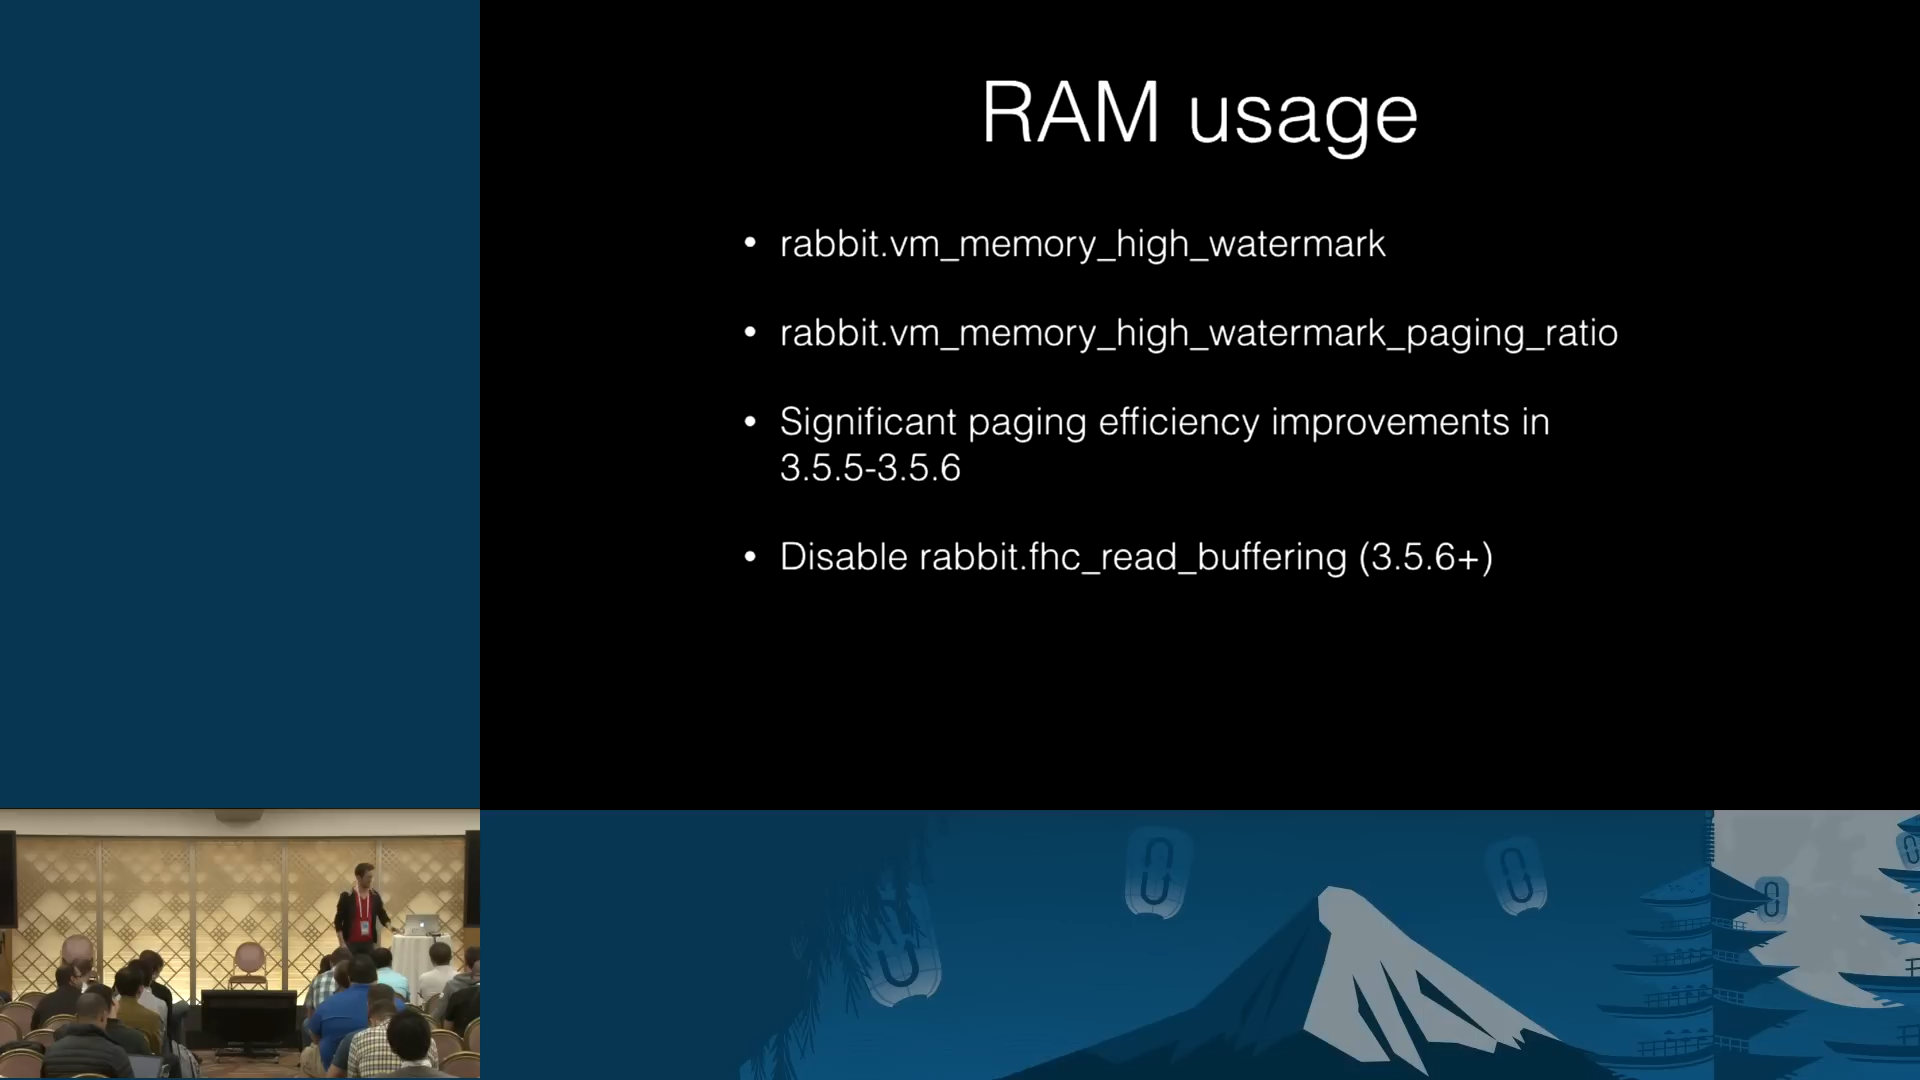 RAM usage
• rabbit.vm_memory_high_watermark
• rabbit.vm_memory_high_watermark_paging_ratio
• Significant paging efficiency improvements in
3.5.5-3.5.6
• Disable rabbit.fhc_read_buffering (3.5.6+)